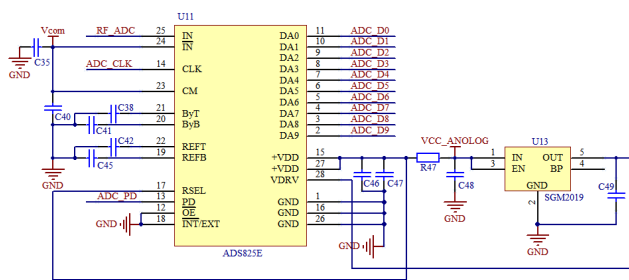 U11
Vcom
RF_ADC 25 IN DA0 11 ADC_D0
24 IN DA1 10 ADC_D1
C35
DA2 9 ADC_D2
GND
ADC_CLK 14 CLK DA3 8 ADC_D3
DA4 7 ADC_D4
23 CM DA5 6 ADC_D5
DA6 5 ADC_D6
C40 C38 21 ByT DA7 4 ADC_D7
C41 20 ByB DA8 3 ADC_D8
DA9 2 ADC_D9
C42 22 REFT
C45 19 REFB +VDD 15
+VDD 27
VDRV 28
GND
17 RSEL
ADC_PD 13 PD GND 1
12 OE GND 16
GND 18 INT/EXT GND 26
ADS825E
C46 C47
GND
R47
VCC_ANOLOG
C48
GND
U13
1 IN OUT 5
3 EN BP 4
GND
2
SGM2019
GND
C49